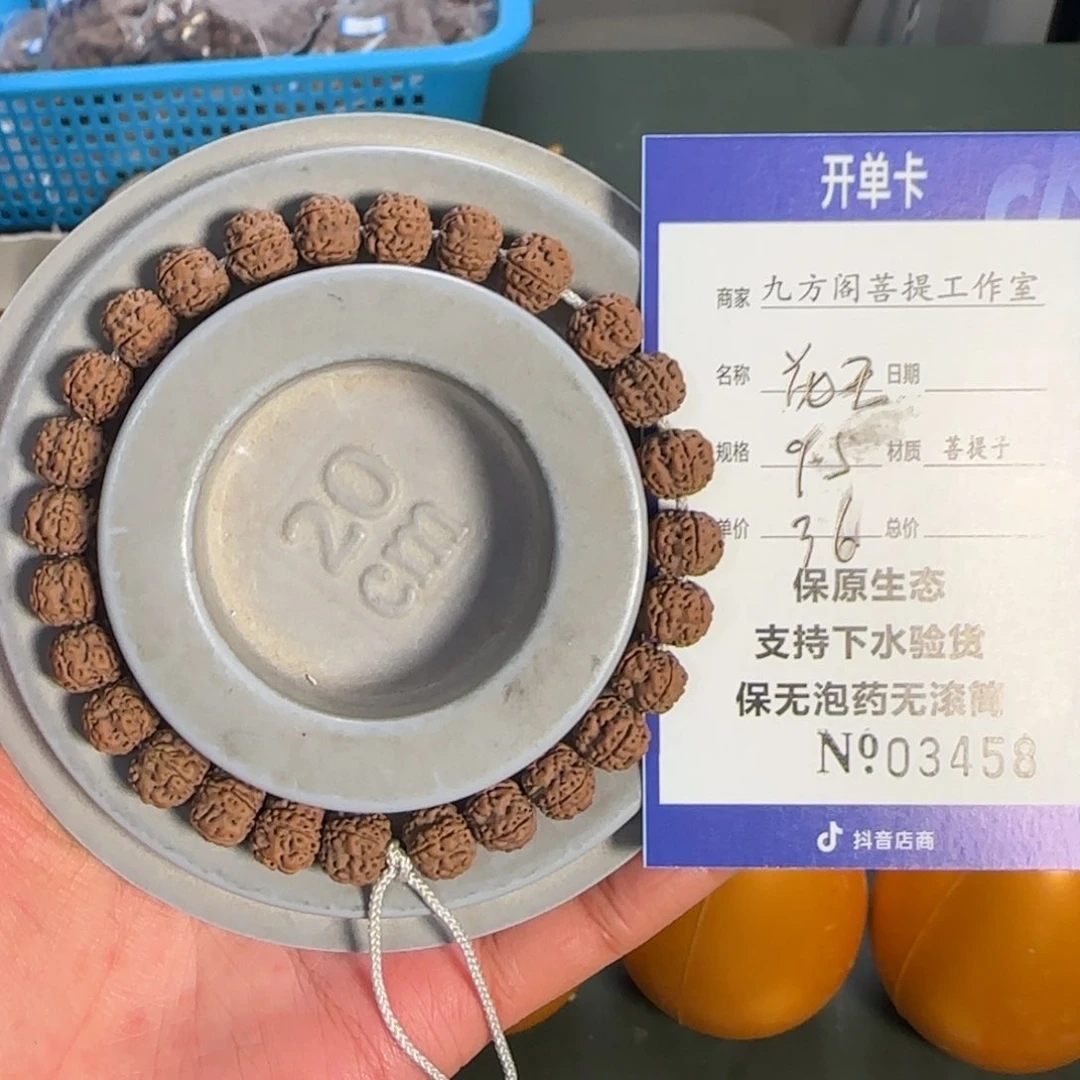 20
cm
开单卡
商家 九方阁菩提工作室
名称 日期
规格 9.5 材质 菩提子
单价 36 总价
保原生态
支持下水验货
保无泡药无滚筒
Nº03458
抖音店商